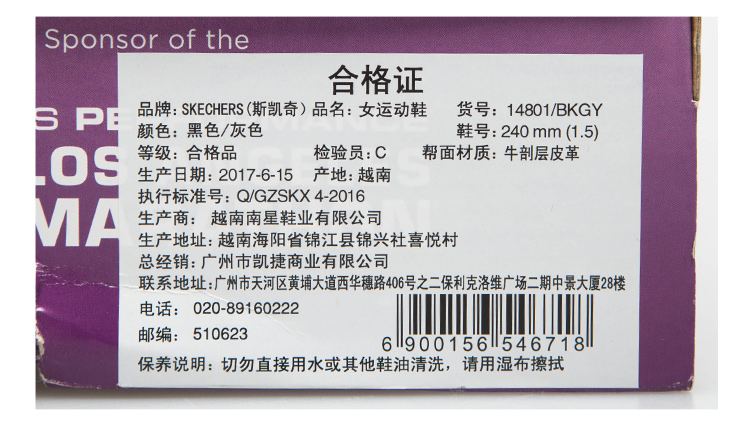 Sponsor of the
合格证
品牌: SKECHERS(斯凯奇) 品名: 女运动鞋 货号: 14801/BKGY
颜色: 黑色/灰色 鞋号: 240 mm (1.5)
等级: 合格品 检验员: C 帮面材质: 牛剖层皮革
生产日期: 2017-6-15 产地: 越南
执行标准号: Q/GZSKX 4-2016
生产商: 越南南星鞋业有限公司
生产地址: 越南海阳省锦江县锦兴社喜悦村
总经销: 广州市凯捷商业有限公司
联系地址: 广州市天河区黄埔大道西华穗路406号之二保利克洛维广场二期中景大厦28楼
电话: 020-89160222
邮编: 510623
6 900156 546718
保养说明: 切勿直接用水或其他鞋油清洗, 请用湿布擦拭